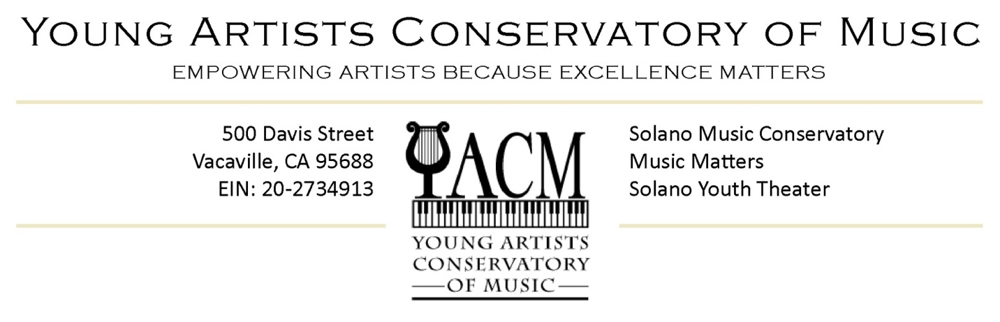 YOUNG ARTISTS CONSERVATORY OF MUSIC
EMPOWERING ARTISTS BECAUSE EXCELLENCE MATTERS
500 Davis Street
Vacaville, CA 95688
EIN: 20-2734913
YACM
YOUNG ARTISTS
CONSERVATORY
OF MUSIC
Solano Music Conservatory
Music Matters
Solano Youth Theater